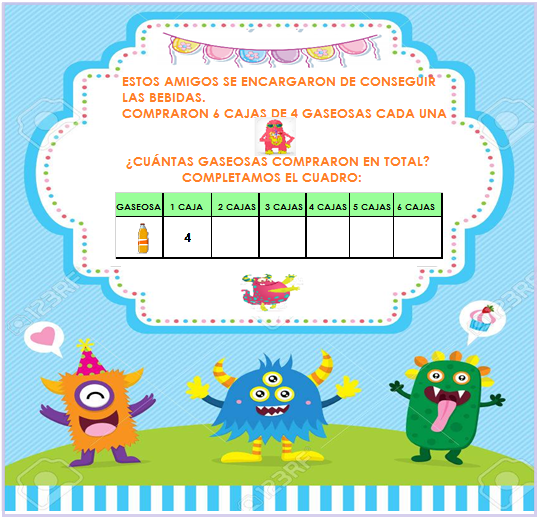 ESTOS AMIGOS SE ENCARGARON DE CONSEGUIR
LAS BEBIDAS.
COMPRARON 6 CAJAS DE 4 GASEOSAS CADA UNA
¿CUÁNTAS GASEOSAS COMPRARON EN TOTAL?
COMPLETAMOS EL CUADRO:
GASEOSA 1 CAJA 2 CAJAS 3 CAJAS 4 CAJAS 5 CAJAS 6 CAJAS
4